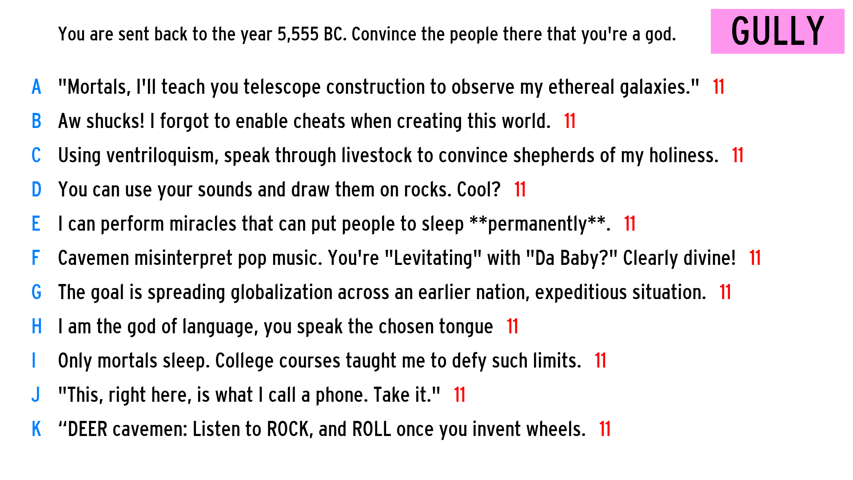 You are sent back to the year 5,555 BC. Convince the people there that you're a god.
GULLY
A "Mortals, I'll teach you telescope construction to observe my ethereal galaxies." 11
B Aw shucks! I forgot to enable cheats when creating this world. 11
C Using ventriloquism, speak through livestock to convince shepherds of my holiness. 11
D You can use your sounds and draw them on rocks. Cool? 11
E I can perform miracles that can put people to sleep **permanently**. 11
F Cavemen misinterpret pop music. You're "Levitating" with "Da Baby?" Clearly divine! 11
G The goal is spreading globalization across an earlier nation, expeditious situation. 11
H I am the god of language, you speak the chosen tongue 11
I Only mortals sleep. College courses taught me to defy such limits. 11
J "This, right here, is what I call a phone. Take it." 11
K “DEER cavemen: Listen to ROCK, and ROLL once you invent wheels. 11